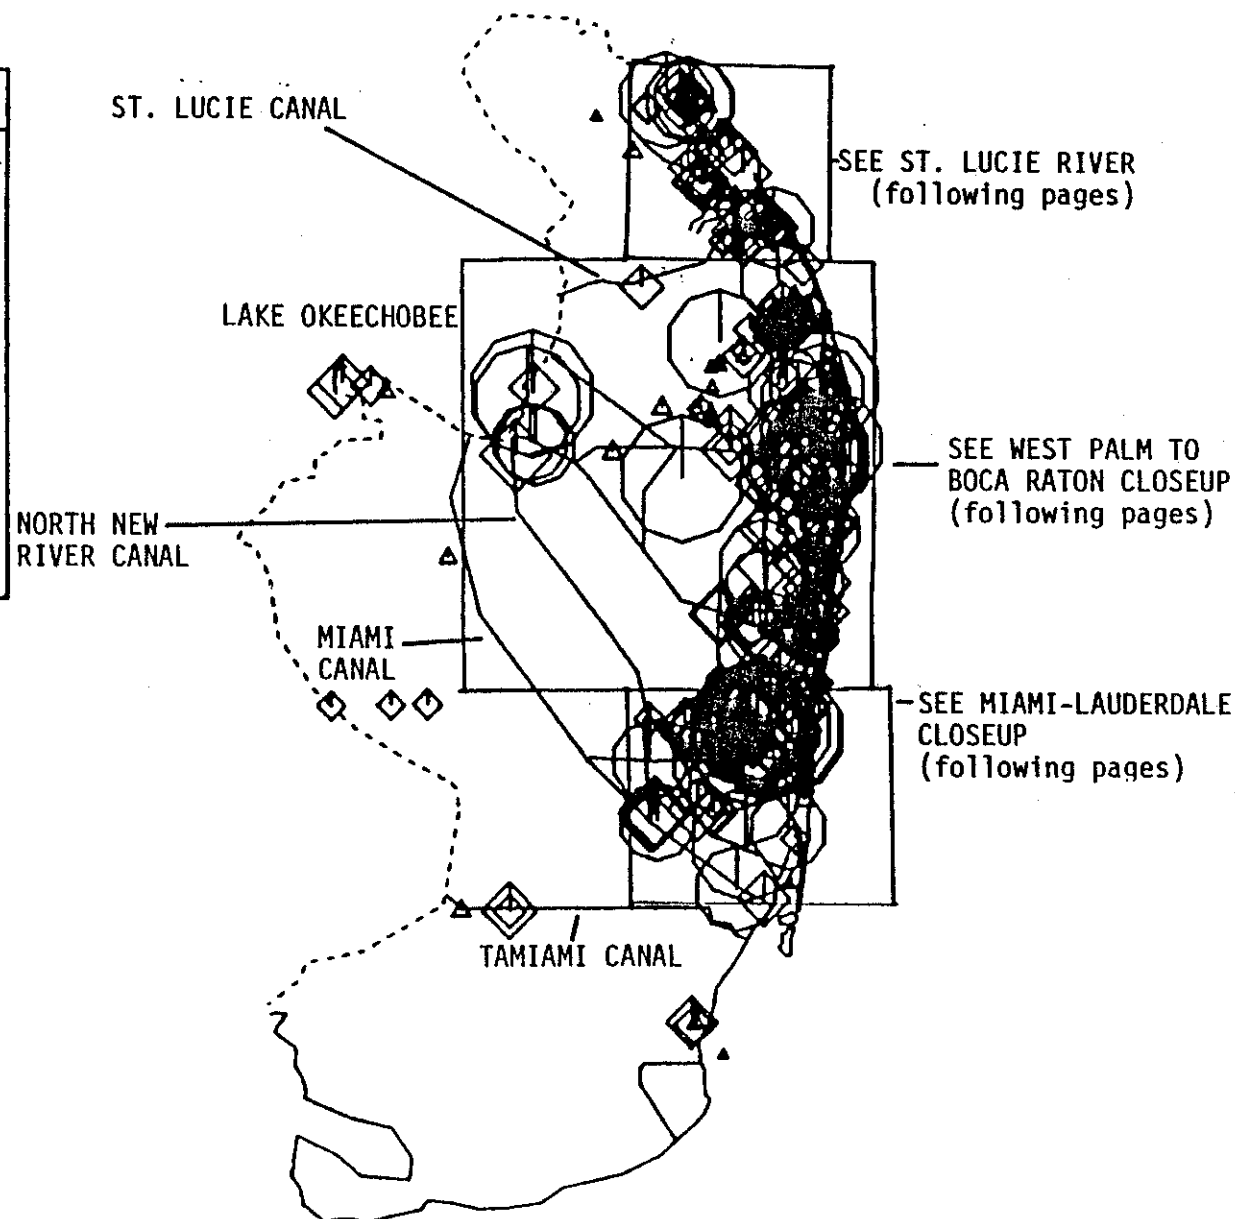 ST. LUCIE CANAL
SEE ST. LUCIE RIVER
(following pages)
LAKE OKEECHOBEE
SEE WEST PALM TO
BOCA RATON CLOSEUP
(following pages)
NORTH NEW
RIVER CANAL
MIAMI
CANAL
SEE MIAMI-LAUDERDALE
CLOSEUP
(following pages)
TAMIAMI CANAL